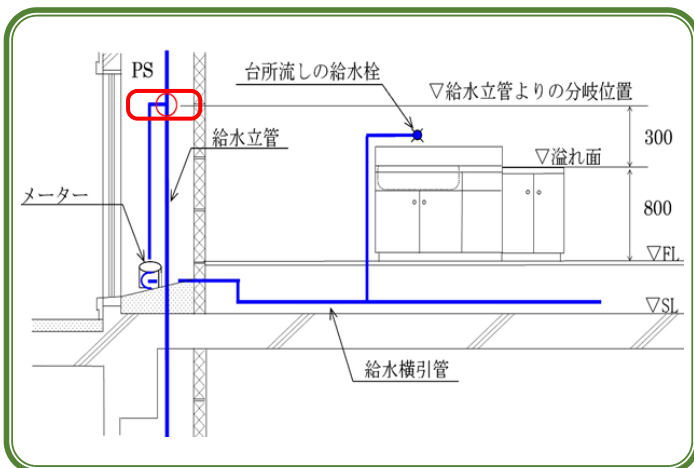 PS
台所流しの給水栓
▽給水立管よりの分岐位置
300
給水立管
▽溢れ面
メーター
800
▽FL
▽SL
給水横引管